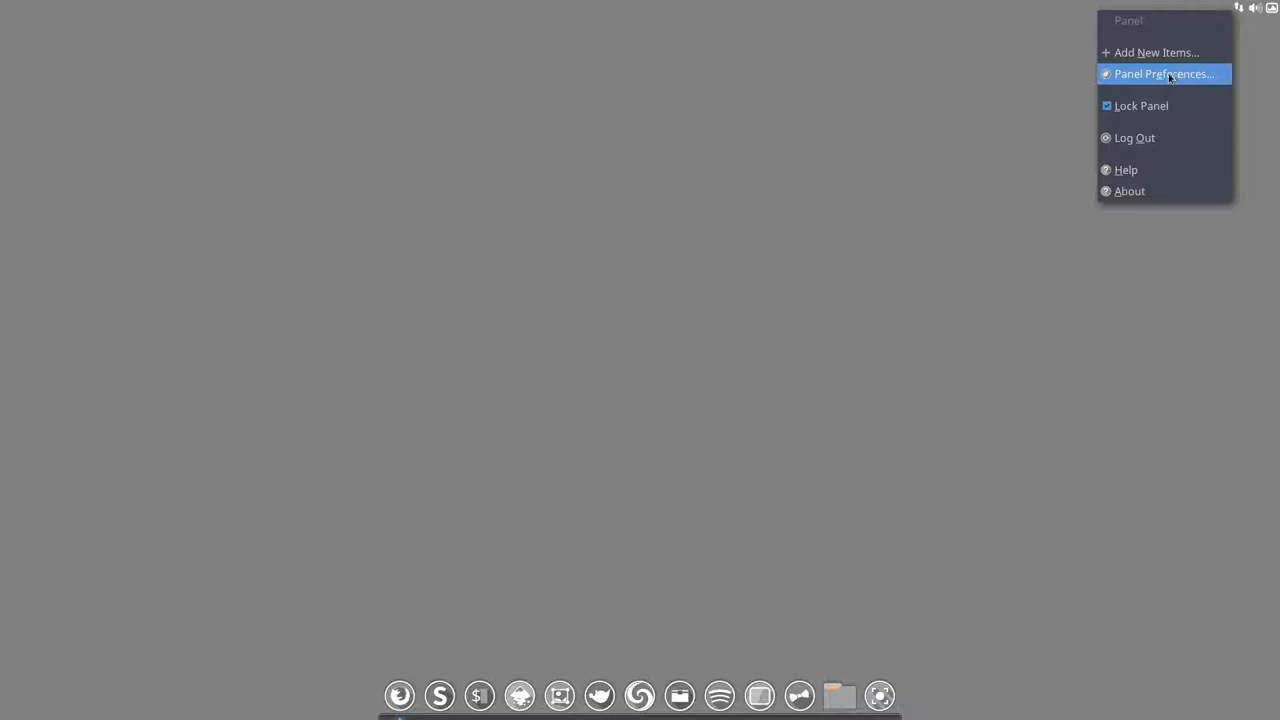 Panel
Add New Items...
Panel Preferences...
Lock Panel
Log Out
Help
About
S
$